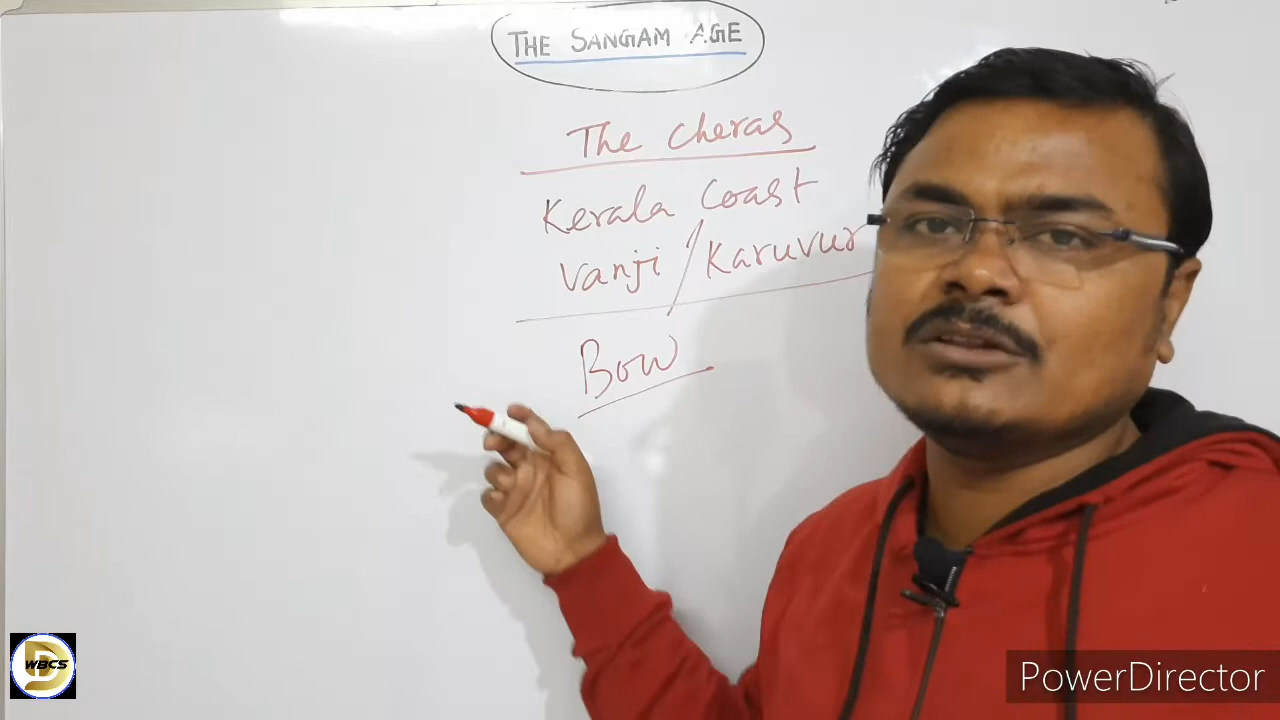 THE SANGAM AGE
The Cheras
Kerala Coast
Vanji / Karuvur
Bow
WBCS
PowerDirector